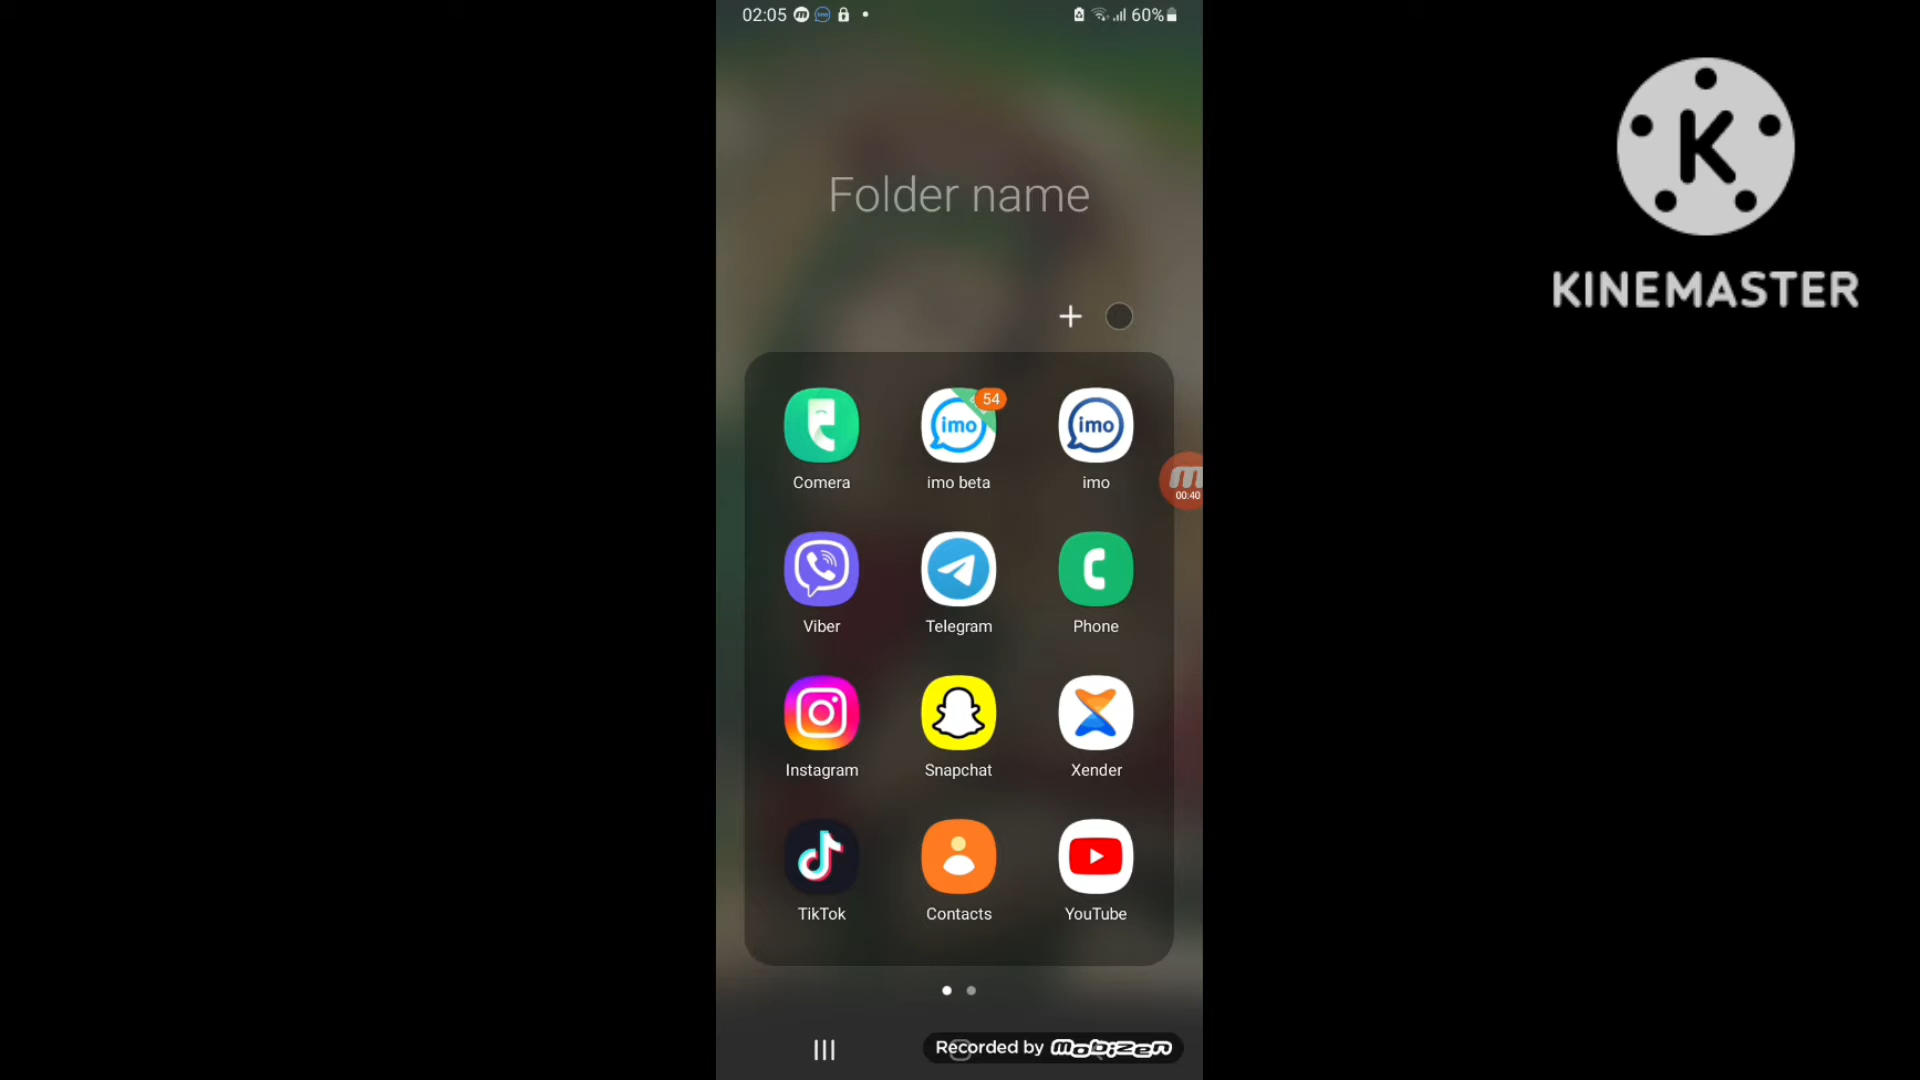 02:05
60%
K
KINEMASTER
Folder name
54
imo
imo
Comera
imo beta
imo
00:40
Viber
Telegram
Phone
Instagram
Snapchat
Xender
TikTok
Contacts
YouTube
Recorded by mobizen